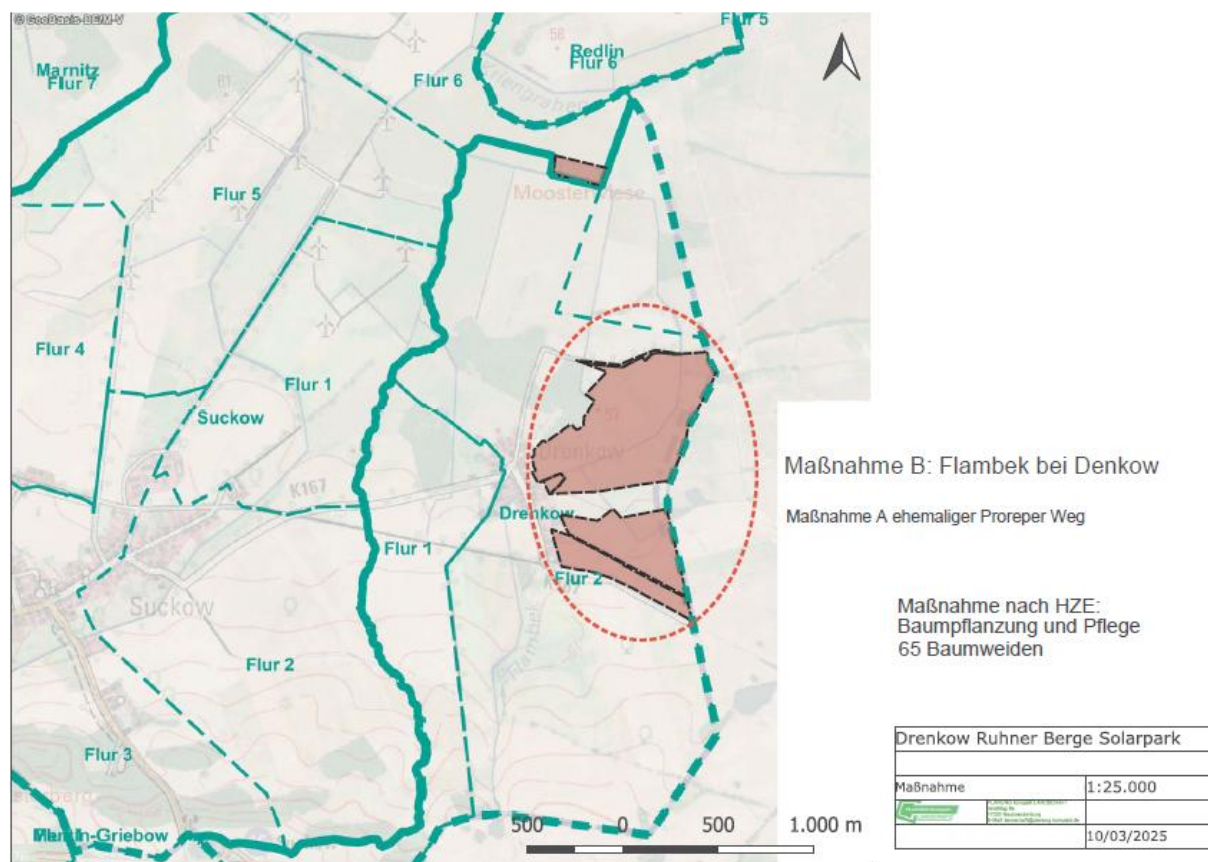 © GeoBasis-DE/M-V
Flur 5
Redlin
Flur 6
Marnitz
Flur 7
Flur 6
Flur 5
Moosterwiese
Flur 4
Flur 1
Suckow
K167
Drenkow
Drenkow
Flur 1
Flur 2
Suckow
Flur 2
Flur 3
500 0 500 1.000 m
Maßnahme B: Flambek bei Denkow
Maßnahme A ehemaliger Proreper Weg
Maßnahme nach HZE:
Baumpflanzung und Pflege
65 Baumweiden
Drenkow Ruhner Berge Solarpark
Maßnahme 1:25.000
10/03/2025